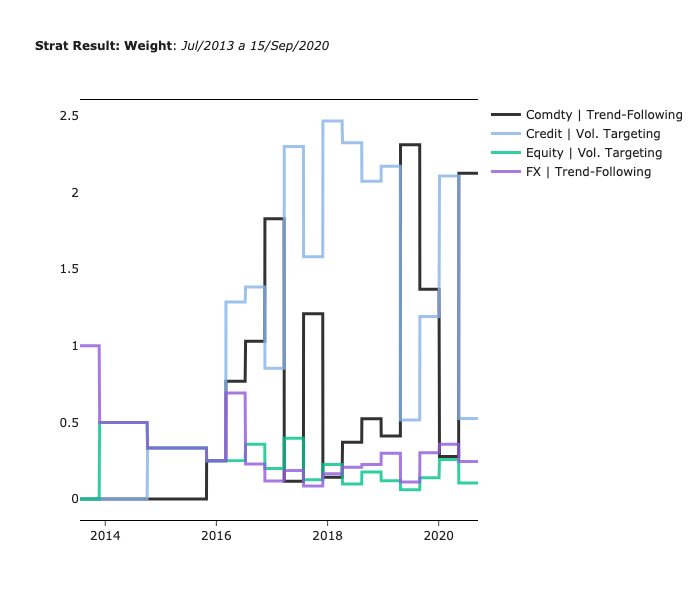 Strat Result: Weight: Jul/2013 a 15/Sep/2020
2.5
2
1.5
1
0.5
0
2014 2016 2018 2020
Comdty | Trend-Following
Credit | Vol. Targeting
Equity | Vol. Targeting
FX | Trend-Following